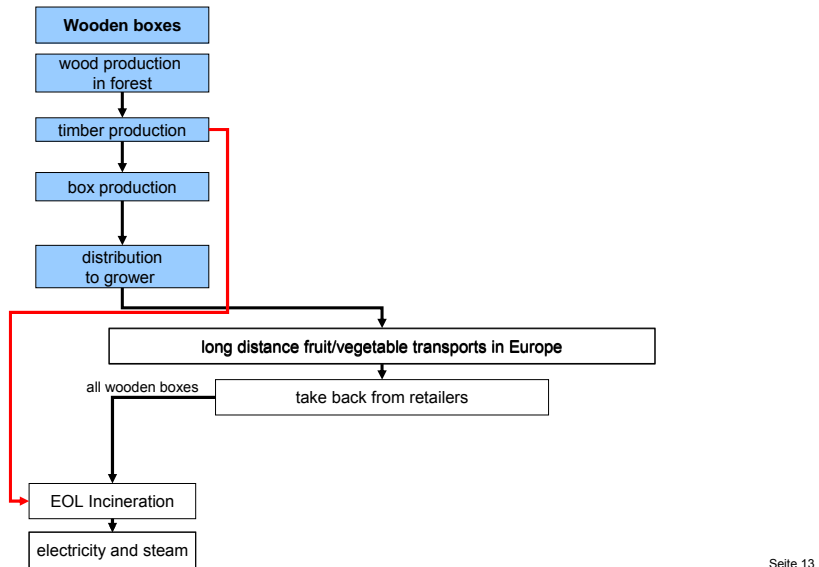 Wooden boxes
wood production
in forest
timber production
box production
distribution
to grower
long distance fruit/vegetable transports in Europe
all wooden boxes
take back from retailers
EOL Incineration
electricity and steam
Seite 13